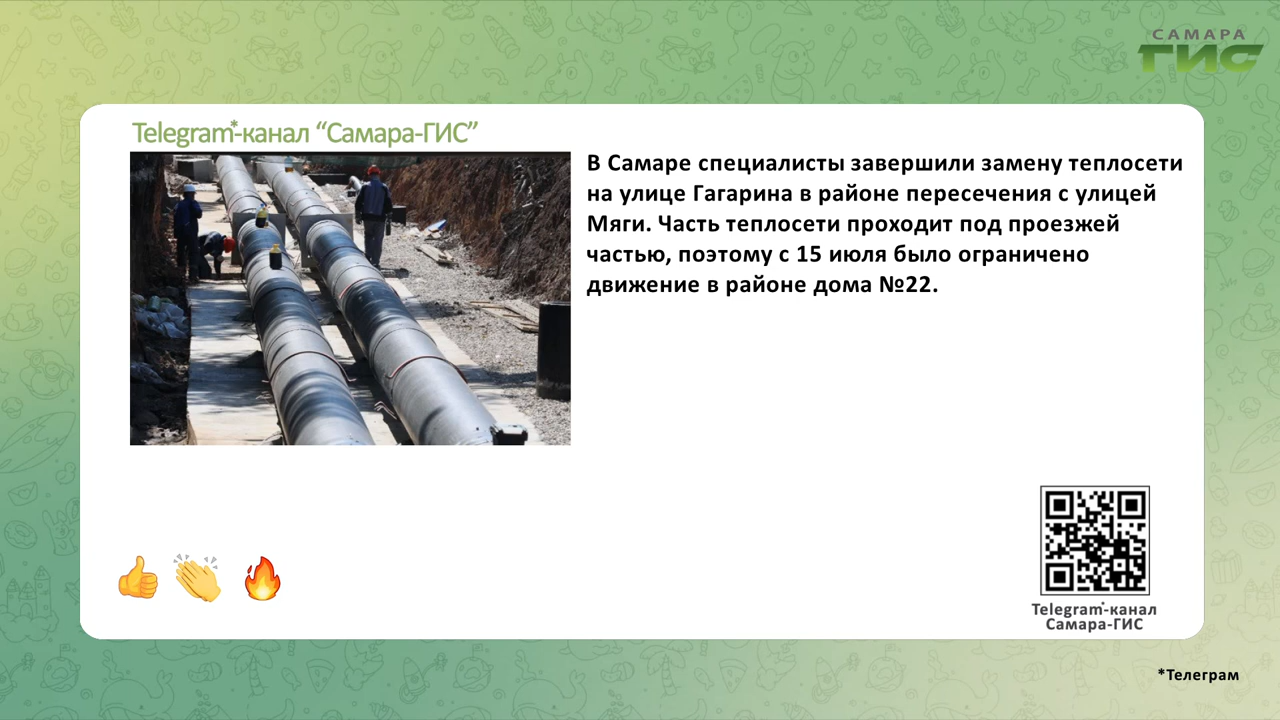 САМАРА
ГИС
Telegram*-канал “Самара-ГИС”
В Самаре специалисты завершили замену теплосети
на улице Гагарина в районе пересечения с улицей
Мяги. Часть теплосети проходит под проезжей
частью, поэтому с 15 июля было ограничено
движение в районе дома №22.
Telegram*-канал
Самара-ГИС
*Телеграм